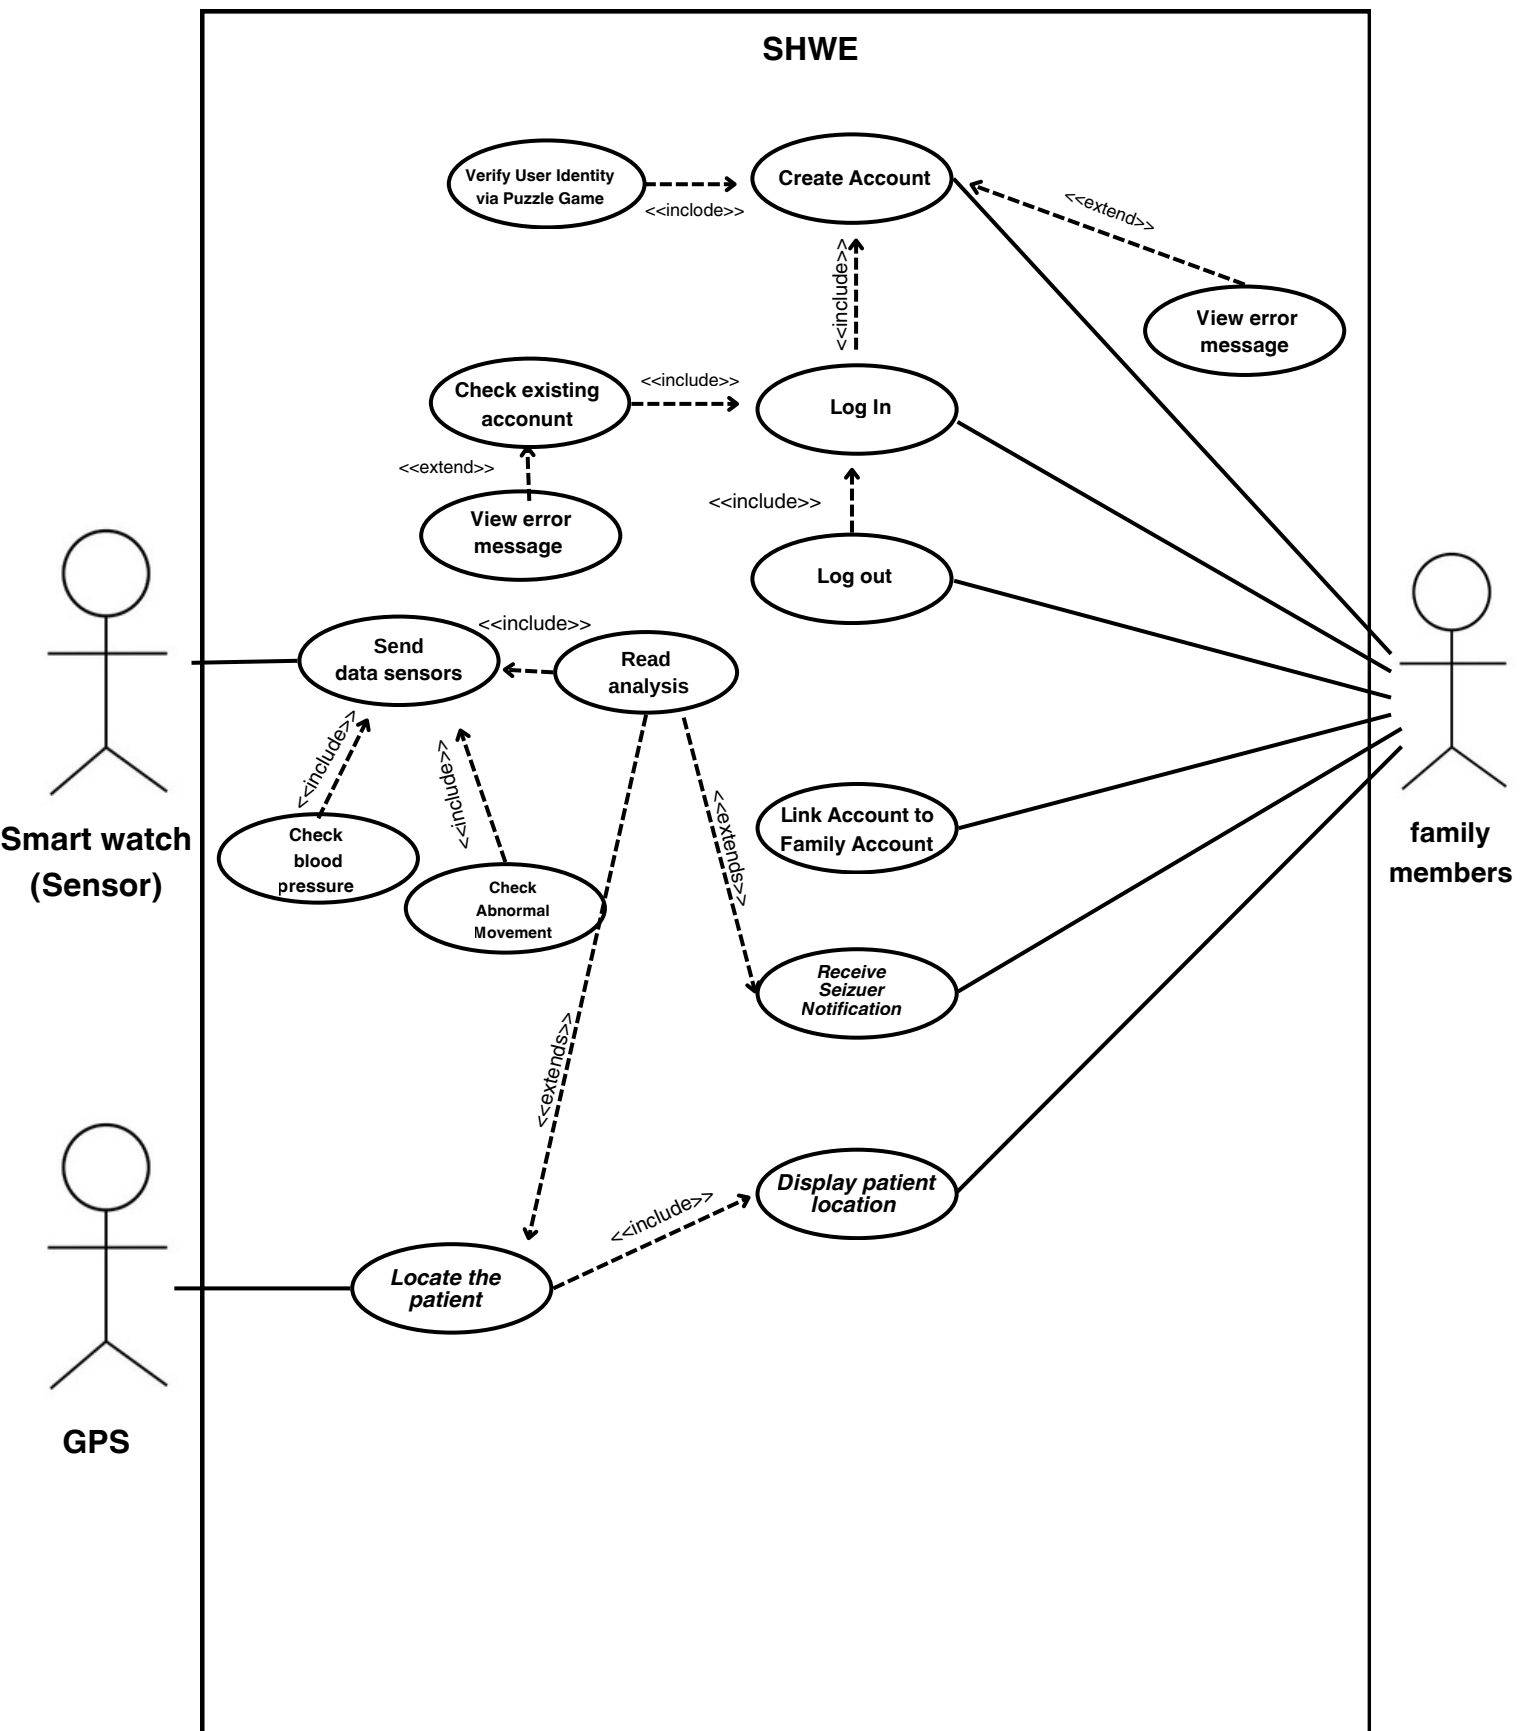 SHWE
Verify User Identity
via Puzzle Game
<<inclode>>
Create Account
<<extend>>
View error
message
<<include>>
Check existing
acconunt
<<include>>
Log In
<<extend>>
View error
message
<<include>>
Log out
Send
data sensors
<<include>>
Read
analysis
<<include>>
<<include>>
Check
blood
pressure
Check
Abnormal
Movement
<<extends>>
Link Account to
Family Account
Smart watch
(Sensor)
family
members
Receive
Seizuer
Notification
<<extends>>
<<include>>
Display patient
location
Locate the
patient
GPS